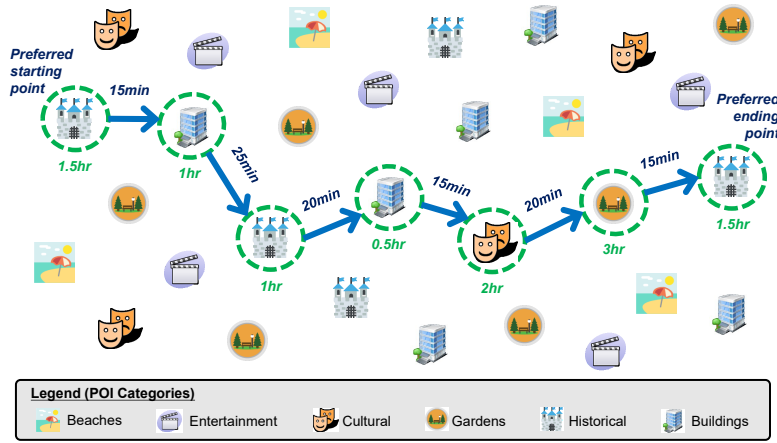 Preferred
starting
point
15min
1.5hr
1hr
25min
1hr
20min
0.5hr
15min
2hr
20min
3hr
15min
Preferred
ending
point
1.5hr
Legend (POI Categories)
Beaches
Entertainment
Cultural
Gardens
Historical
Buildings